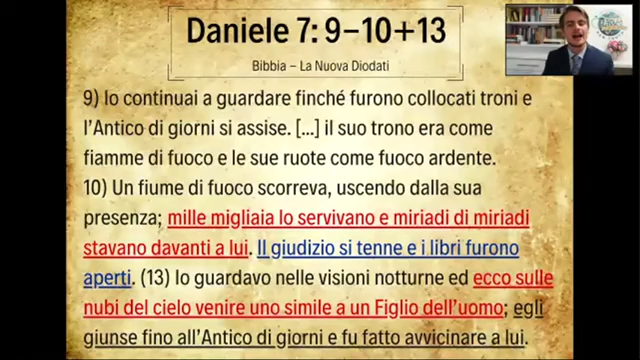 Daniele 7: 9–10+13
Bibbia – La Nuova Diodati
9) Io continuai a guardare finché furono collocati troni e
l'Antico di giorni si assise. [...] il suo trono era come
fiamme di fuoco e le sue ruote come fuoco ardente.
10) Un fiume di fuoco scorreva, uscendo dalla sua
presenza; mille migliaia lo servivano e miriadi di miriadi
stavano davanti a lui. Il giudizio si tenne e i libri furono
aperti. (13) Io guardavo nelle visioni notturne ed ecco sulle
nubi del cielo venire uno simile a un Figlio dell'uomo; egli
giunse fino all'Antico di giorni e fu fatto avvicinare a lui.